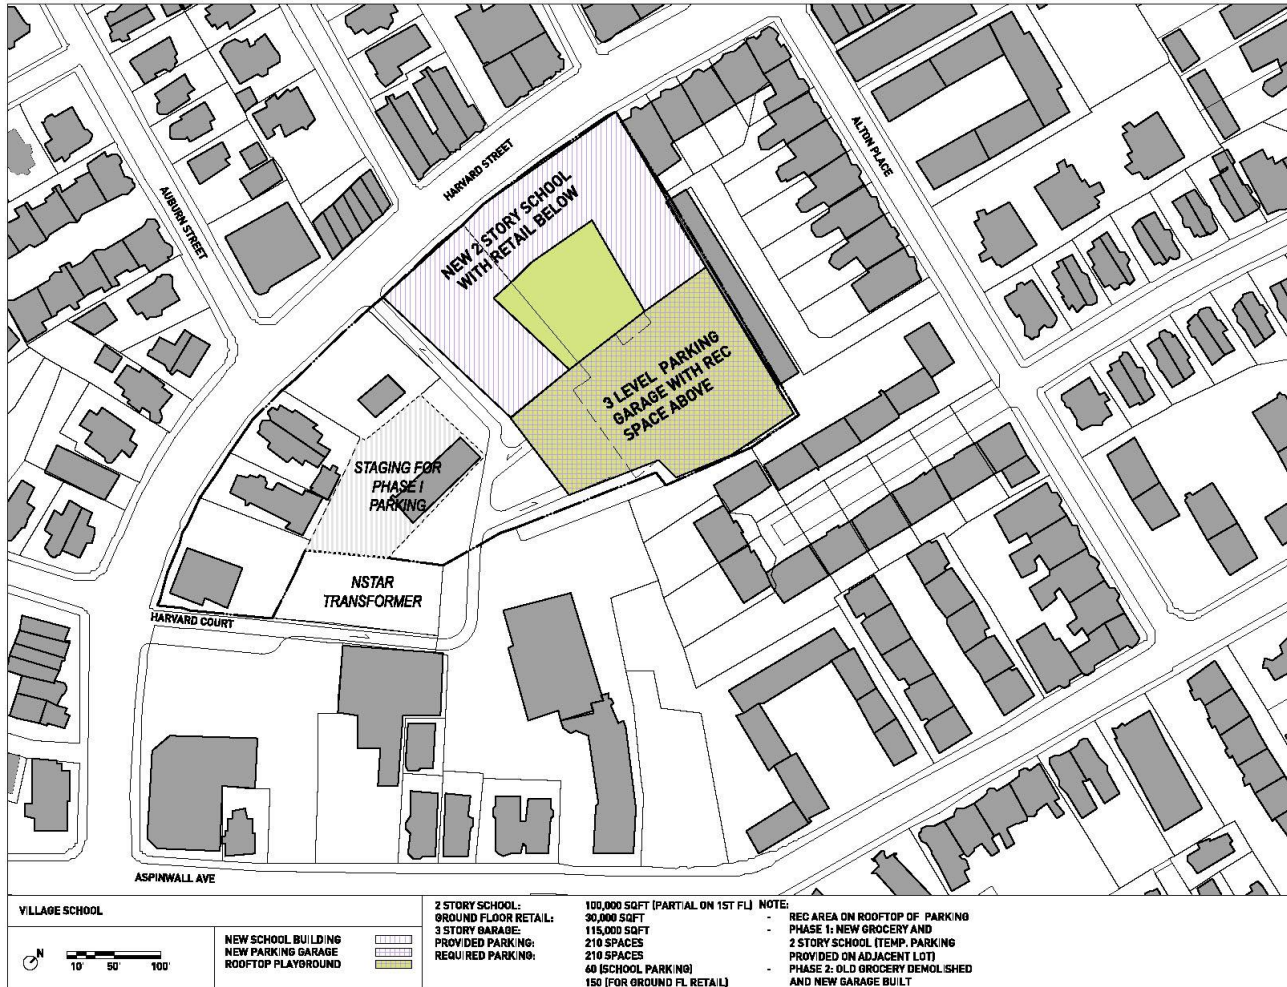 HARVARD STREET
ALTON PLACE
AUBURN STREET
NEW 2 STORY SCHOOL
WITH RETAIL BELOW
3 LEVEL PARKING
GARAGE WITH REC
SPACE ABOVE
STAGING FOR
PHASE I
PARKING
NSTAR
TRANSFORMER
HARVARD COURT
ASPINWALL AVE
VILLAGE SCHOOL
N
10' 50' 100'
NEW SCHOOL BUILDING
NEW PARKING GARAGE
ROOFTOP PLAYGROUND
2 STORY SCHOOL: 100,000 SQFT (PARTIAL ON 1ST FL)
GROUND FLOOR RETAIL: 30,000 SQFT
3 STORY GARAGE: 115,000 SQFT
PROVIDED PARKING: 210 SPACES
REQUIRED PARKING: 210 SPACES
60 (SCHOOL PARKING)
150 (FOR GROUND FL RETAIL)
NOTE:
- REC AREA ON ROOFTOP OF PARKING
- PHASE 1: NEW GROCERY AND
2 STORY SCHOOL (TEMP. PARKING
PROVIDED ON ADJACENT LOT)
- PHASE 2: OLD GROCERY DEMOLISHED
AND NEW GARAGE BUILT